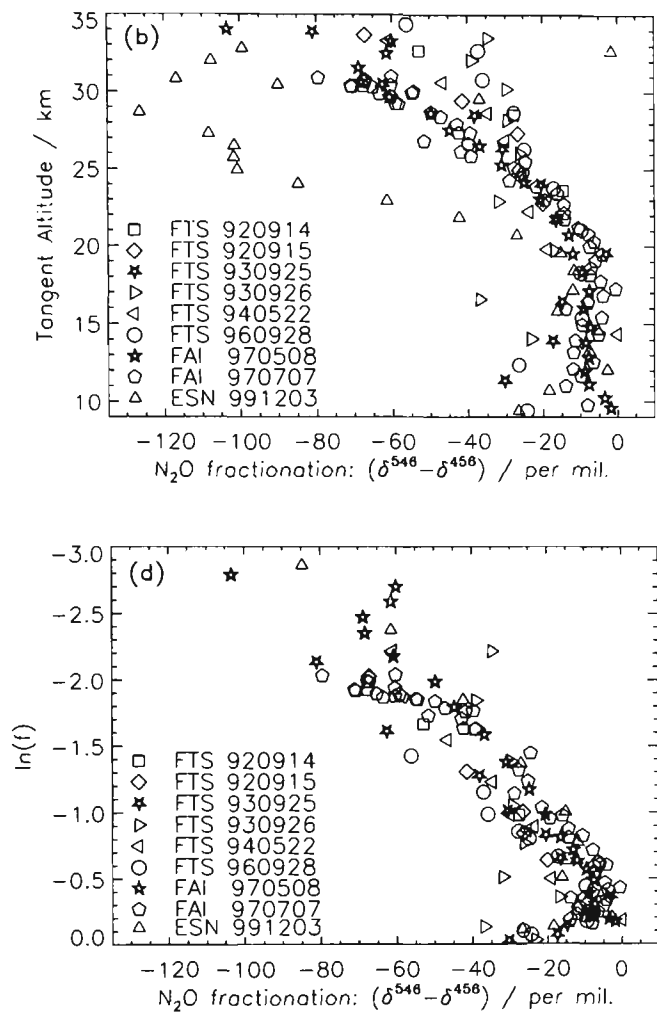 35
(b)
30
25
20
15
10
Tangent Altitude / km
FTS 920914
FTS 920915
FTS 930925
FTS 930926
FTS 940522
FTS 960928
FAI 970508
FAI 970707
ESN 991203
-120 -100 -80 -60 -40 -20 0
N₂O fractionation: (δ⁵⁴⁶−δ⁴⁵⁶) / per mil.
-3.0
(d)
-2.5
-2.0
-1.5
-1.0
-0.5
0.0
ln(f)
FTS 920914
FTS 920915
FTS 930925
FTS 930926
FTS 940522
FTS 960928
FAI 970508
FAI 970707
ESN 991203
-120 -100 -80 -60 -40 -20 0
N₂O fractionation: (δ⁵⁴⁶−δ⁴⁵⁶) / per mil.